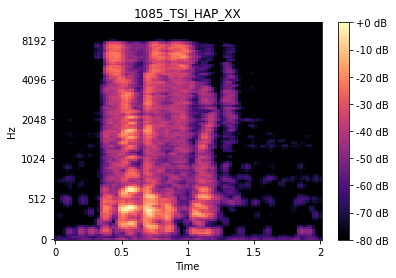 1085_TSI_HAP_XX
Hz
8192
4096
2048
1024
512
0
0
0.5
1
1.5
2
Time
+0 dB
-10 dB
-20 dB
-30 dB
-40 dB
-50 dB
-60 dB
-70 dB
-80 dB